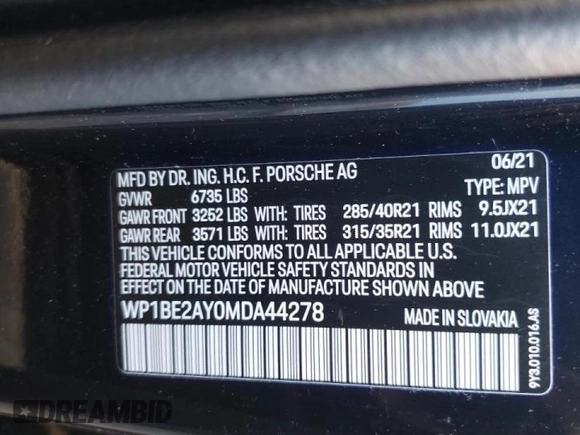 06/21
MFD BY DR. ING. H.C. F. PORSCHE AG
GVWR 6735 LBS TYPE: MPV
GAWR FRONT 3252 LBS WITH: TIRES 285/40R21 RIMS 9.5JX21
GAWR REAR 3571 LBS WITH: TIRES 315/35R21 RIMS 11.0JX21
THIS VEHICLE CONFORMS TO ALL APPLICABLE U.S.
FEDERAL MOTOR VEHICLE SAFETY STANDARDS IN
EFFECT ON THE DATE OF MANUFACTURE SHOWN ABOVE.
WP1BE2AY0MDA44278 MADE IN SLOVAKIA
9Y3.010.016.AS
DREAMBID